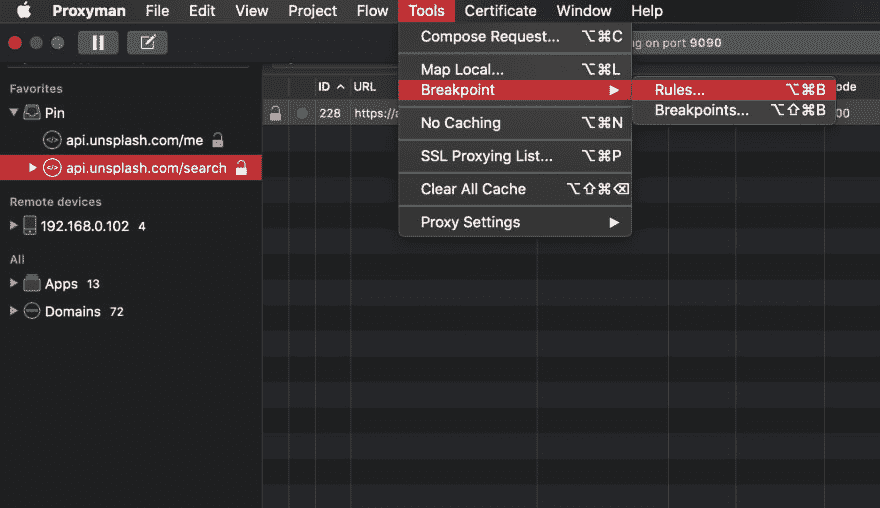 Proxyman File Edit View Project Flow Tools Certificate Window Help
on port 9090
Compose Request... ⌥⌘C
Map Local... ⌥⌘L
Breakpoint ▶
Rules... ⌥⌘B
Breakpoints... ⌥⇧⌘B
No Caching ⌥⌘N
SSL Proxying List... ⌥⌘P
Clear All Cache ⌥⇧⌘⌫
Proxy Settings ▶
ID URL
228 https://
Favorites
Pin
api.unsplash.com/me
api.unsplash.com/search
Remote devices
192.168.0.102 4
All
Apps 13
Domains 72